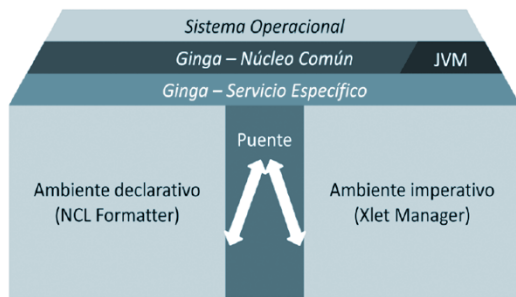 Sistema Operacional
Ginga – Núcleo Común JVM
Ginga – Servicio Específico
Puente
Ambiente declarativo
(NCL Formatter)
Ambiente imperativo
(Xlet Manager)